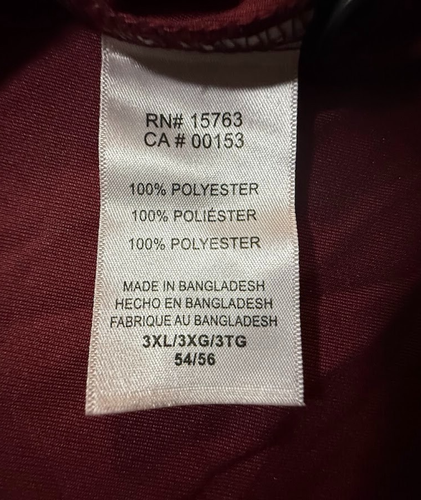 RN# 15763
CA # 00153
100% POLYESTER
100% POLIÉSTER
100% POLYESTER
MADE IN BANGLADESH
HECHO EN BANGLADESH
FABRIQUE AU BANGLADESH
3XL/3XG/3TG
54/56